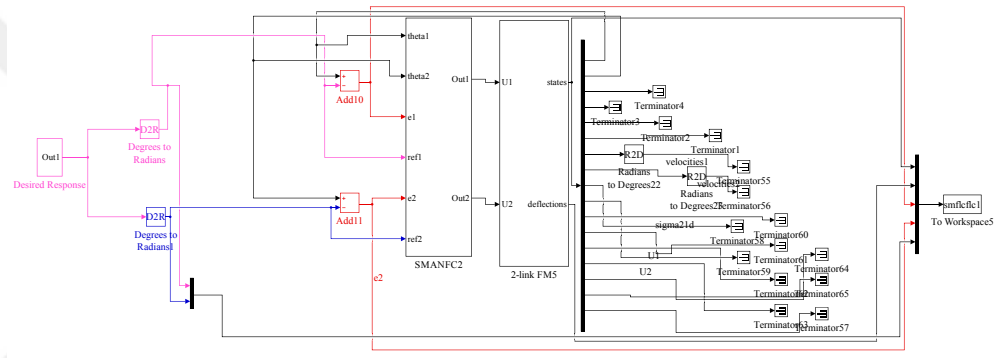 theta1
theta2
Out1
U1
states
Add10
e1
Terminator4
Terminator3
Terminator2
D2R
Degrees to
Radians
Out1
Desired Response
ref1
R2D
velocities1
Terminator1
Radians
to Degrees22
R2D
Terminator55
Radians
Terminator56
D2R
Degrees to
Radians1
Add11
e2
Out2
U2
deflections
smflcflc1
To Workspace5
ref2
sigma21d
Terminator60
Terminator58
SMANFC2
2-link FM5
U1
Terminator61
Terminator64
e2
U2
Terminator59
Terminator65
Terminator63
Terminator57